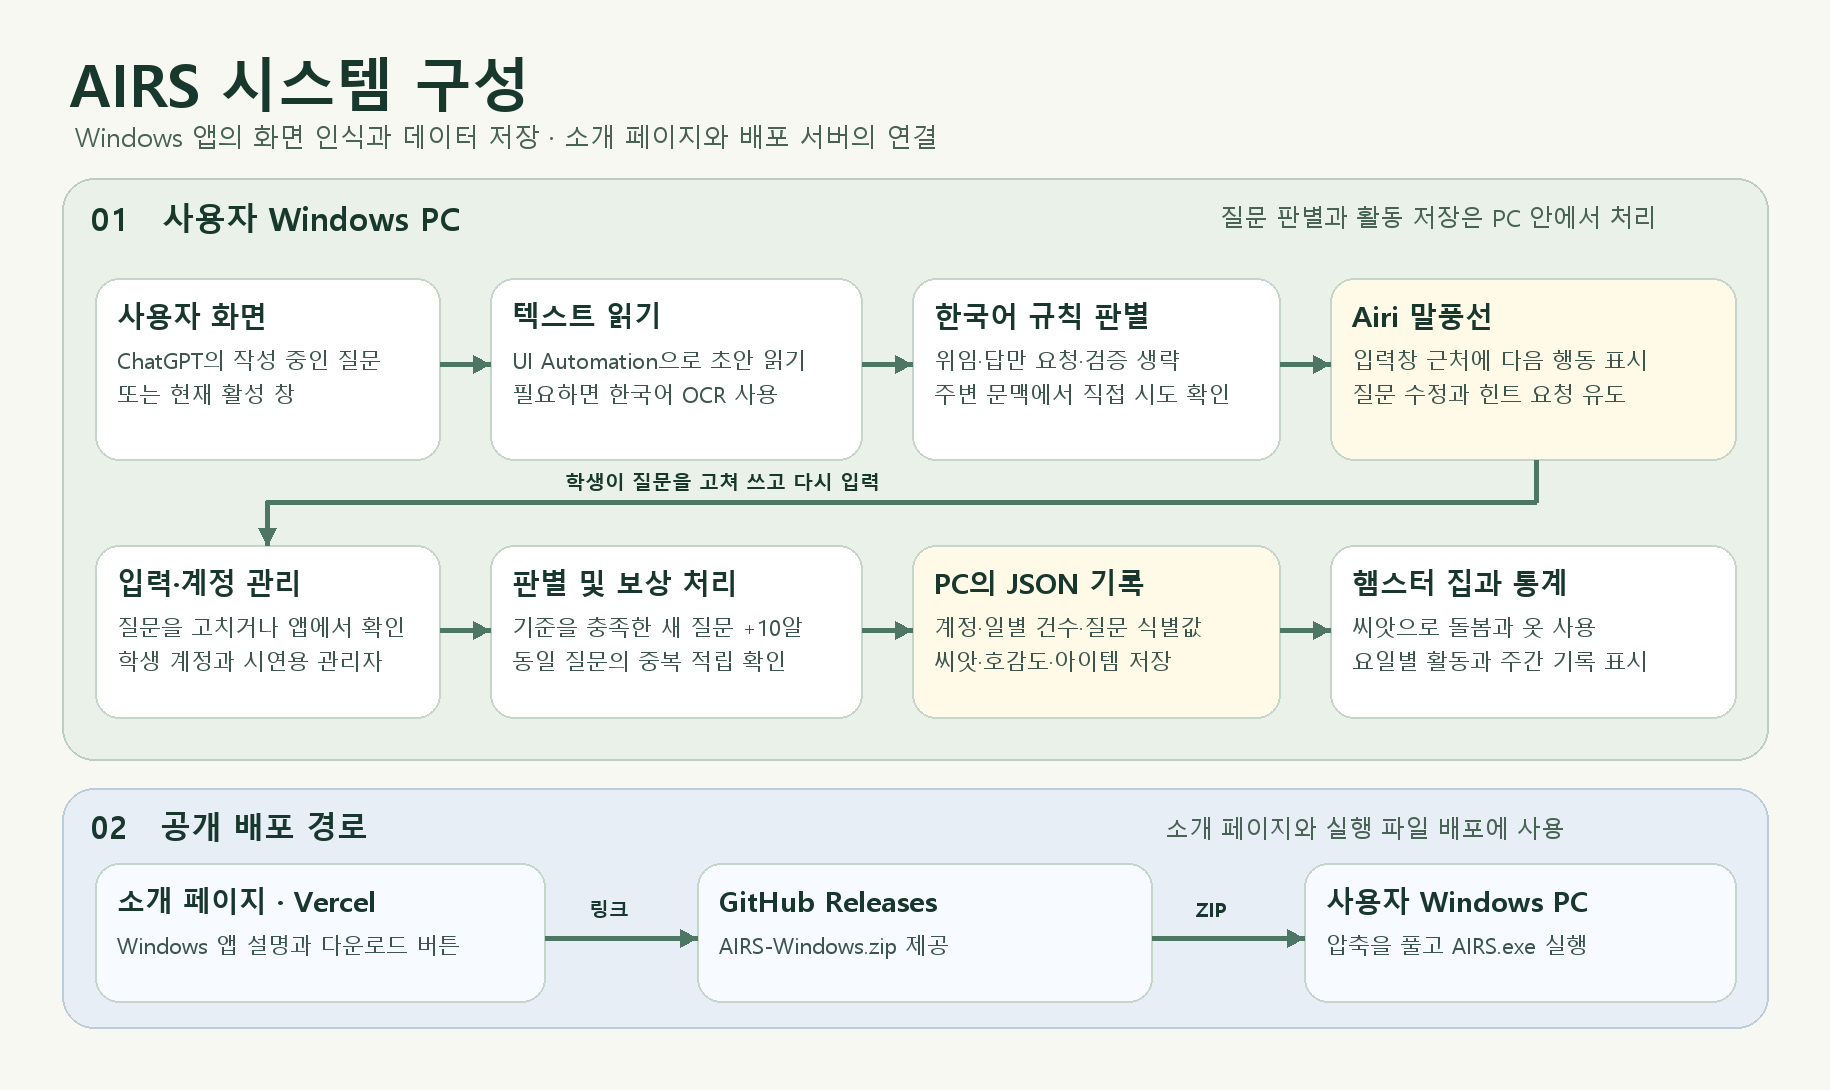 AIRS 시스템 구성
Windows 앱의 화면 인식과 데이터 저장 · 소개 페이지와 배포 서버의 연결
01 사용자 Windows PC
질문 판별과 활동 저장은 PC 안에서 처리
사용자 화면
ChatGPT의 작성 중인 질문
또는 현재 활성 창
텍스트 읽기
UI Automation으로 초안 읽기
필요하면 한국어 OCR 사용
한국어 규칙 판별
위임·답만 요청·검증 생략
주변 문맥에서 직접 시도 확인
Airi 말풍선
입력창 근처에 다음 행동 표시
질문 수정과 힌트 요청 유도
학생이 질문을 고쳐 쓰고 다시 입력
입력·계정 관리
질문을 고치거나 앱에서 확인
학생 계정과 시연용 관리자
판별 및 보상 처리
기준을 충족한 새 질문 +10알
동일 질문의 중복 적립 확인
PC의 JSON 기록
계정·일별 건수·질문 식별값
씨앗·호감도·아이템 저장
햄스터 집과 통계
씨앗으로 돌봄과 옷 사용
요일별 활동과 주간 기록 표시
02 공개 배포 경로
소개 페이지와 실행 파일 배포에 사용
소개 페이지 · Vercel
Windows 앱 설명과 다운로드 버튼
링크
GitHub Releases
AIRS-Windows.zip 제공
ZIP
사용자 Windows PC
압축을 풀고 AIRS.exe 실행